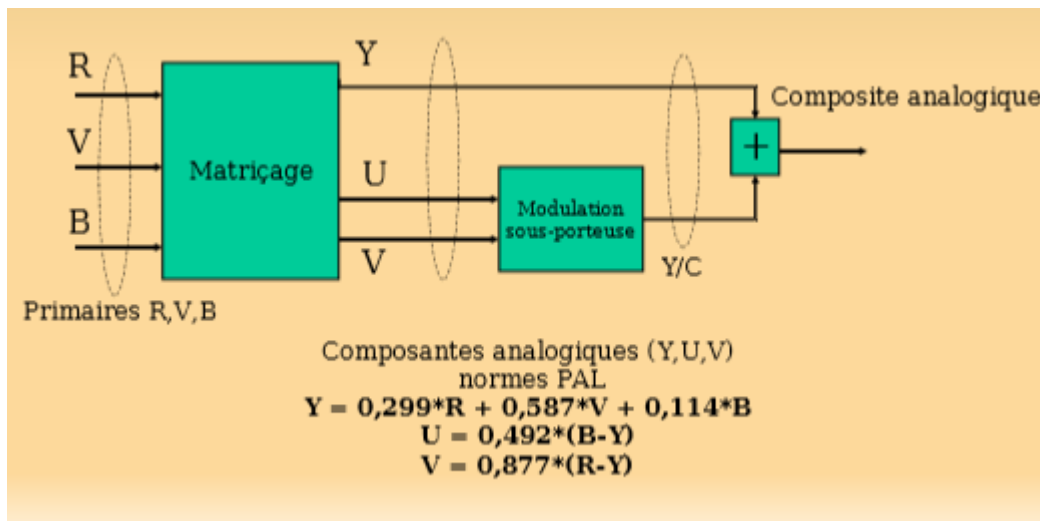 R
V
B
Primaires R,V,B
Matriçage
Y
U
V
Modulation
sous-porteuse
Y/C
+
Composite analogique
Composantes analogiques (Y,U,V)
normes PAL
Y = 0,299*R + 0,587*V + 0,114*B
U = 0,492*(B-Y)
V = 0,877*(R-Y)